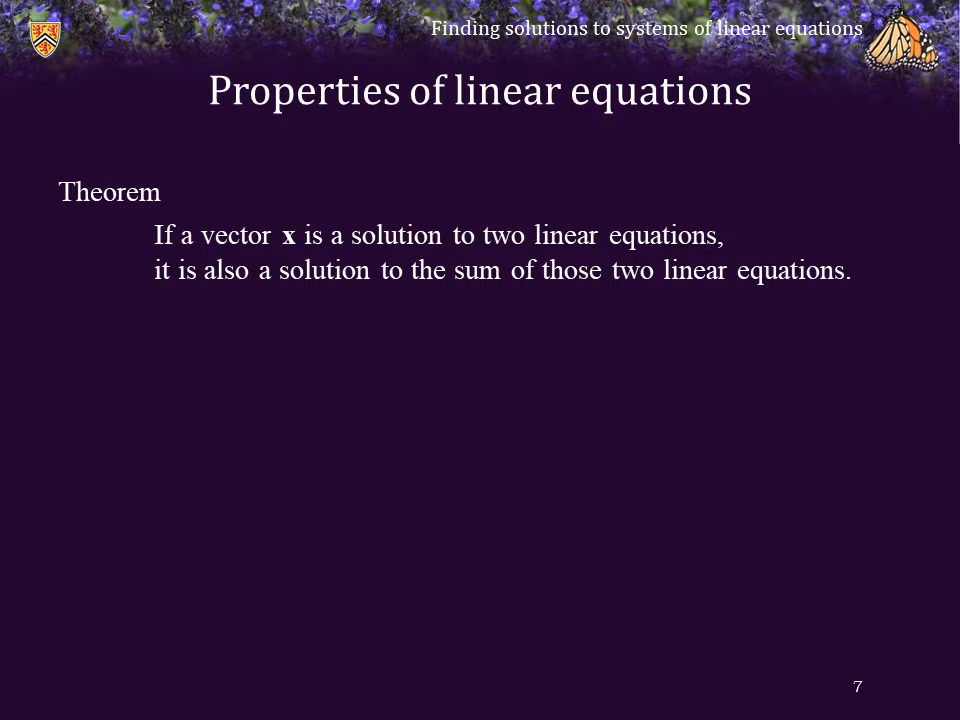 Finding solutions to systems of linear equations
Properties of linear equations
Theorem
If a vector x is a solution to two linear equations,
it is also a solution to the sum of those two linear equations.
7